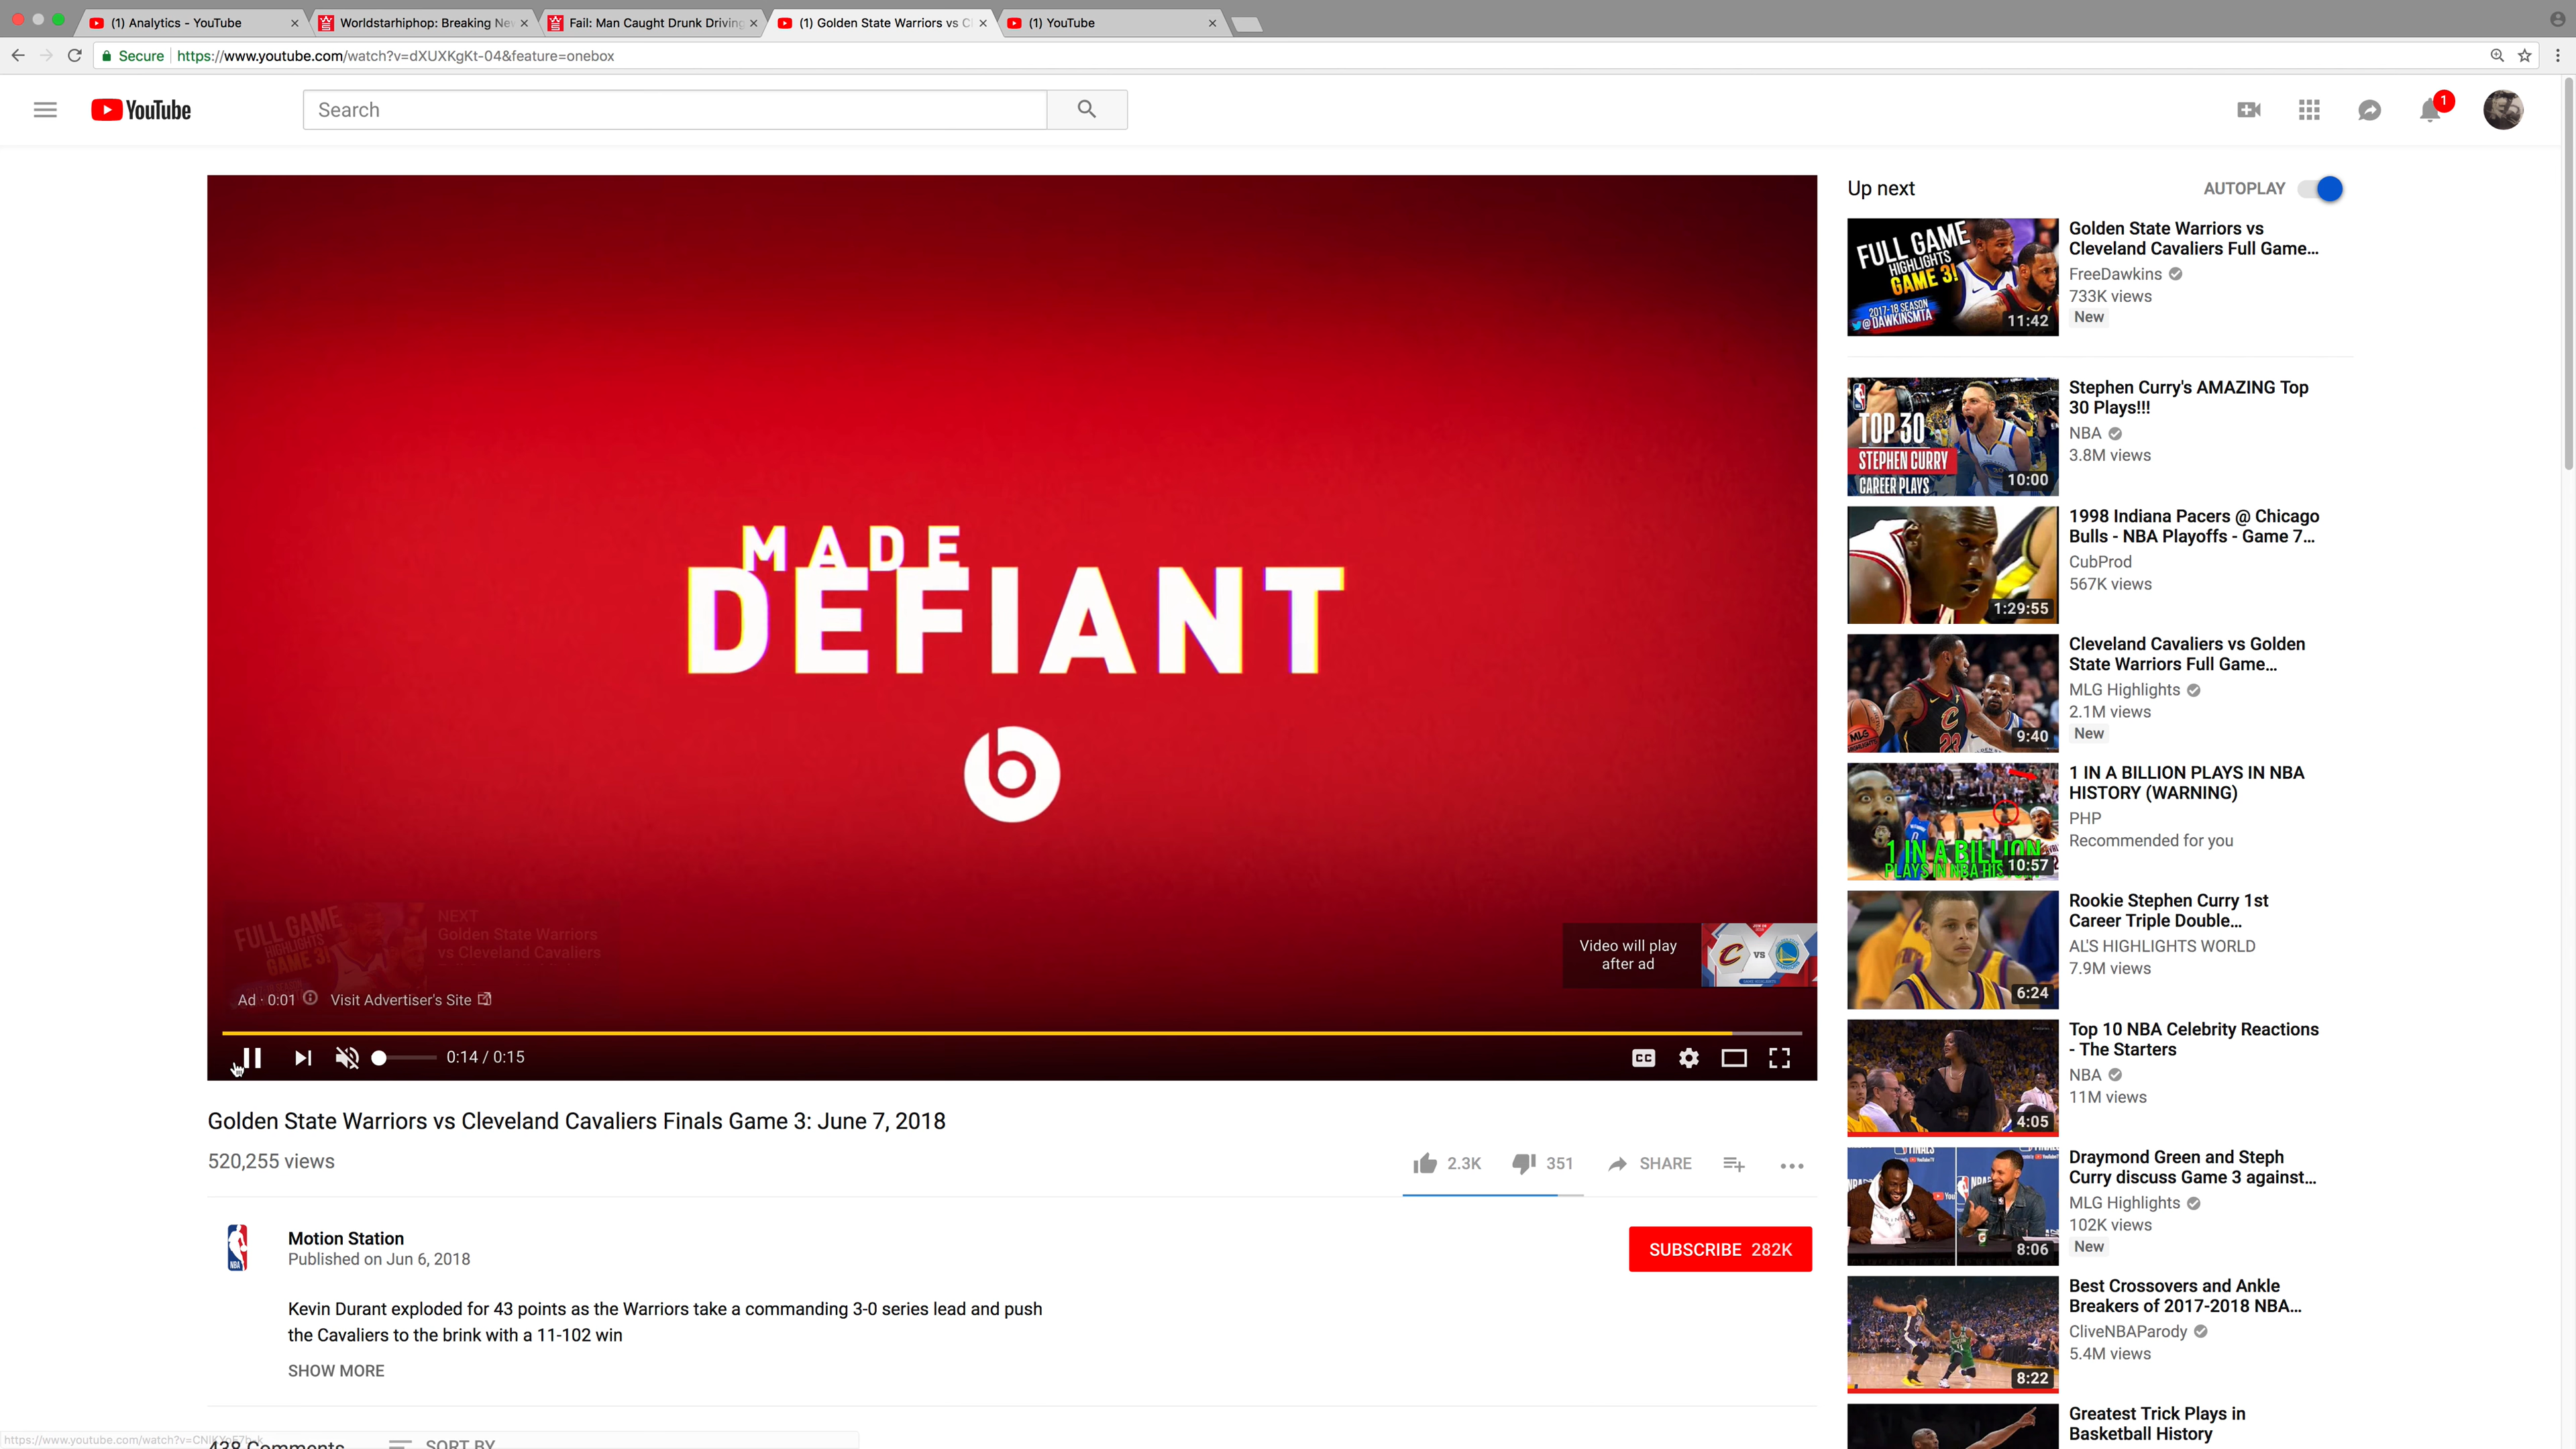 (1) Analytics - YouTube
Worldstarhiphop: Breaking Nev
Fail: Man Caught Drunk Driving
(1) Golden State Warriors vs C
(1) YouTube
Secure
https://www.youtube.com/watch?v=dXUXKgKt-04&feature=onebox
YouTube
Search
1
MADE
DEFIANT
b
FULL GAME
HIGHLIGHTS
GAME 3!
NEXT
Golden State Warriors
vs Cleveland Cavaliers
Video will play
after ad
VS
Ad · 0:01
Visit Advertiser's Site
0:14 / 0:15
CC
Golden State Warriors vs Cleveland Cavaliers Finals Game 3: June 7, 2018
520,255 views
2.3K
351
SHARE
NBA
Motion Station
Published on Jun 6, 2018
SUBSCRIBE 282K
Kevin Durant exploded for 43 points as the Warriors take a commanding 3-0 series lead and push
the Cavaliers to the brink with a 11-102 win
SHOW MORE
438 Comments
SORT BY
Up next
AUTOPLAY
FULL GAME
HIGHLIGHTS
GAME 3!
2017-18 SEASON
@DAWKINSMTA
11:42
Golden State Warriors vs
Cleveland Cavaliers Full Game...
FreeDawkins
733K views
New
TOP 30
STEPHEN CURRY
CAREER PLAYS
10:00
Stephen Curry's AMAZING Top
30 Plays!!!
NBA
3.8M views
1:29:55
1998 Indiana Pacers @ Chicago
Bulls - NBA Playoffs - Game 7...
CubProd
567K views
MLG
23
9:40
Cleveland Cavaliers vs Golden
State Warriors Full Game...
MLG Highlights
2.1M views
New
1 IN A BILLION
PLAYS IN NBA HIS
10:57
1 IN A BILLION PLAYS IN NBA
HISTORY (WARNING)
PHP
Recommended for you
6:24
Rookie Stephen Curry 1st
Career Triple Double...
AL'S HIGHLIGHTS WORLD
7.9M views
4:05
Top 10 NBA Celebrity Reactions
- The Starters
NBA
11M views
8:06
Draymond Green and Steph
Curry discuss Game 3 against...
MLG Highlights
102K views
New
8:22
Best Crossovers and Ankle
Breakers of 2017-2018 NBA...
CliveNBAParody
5.4M views
Greatest Trick Plays in
Basketball History